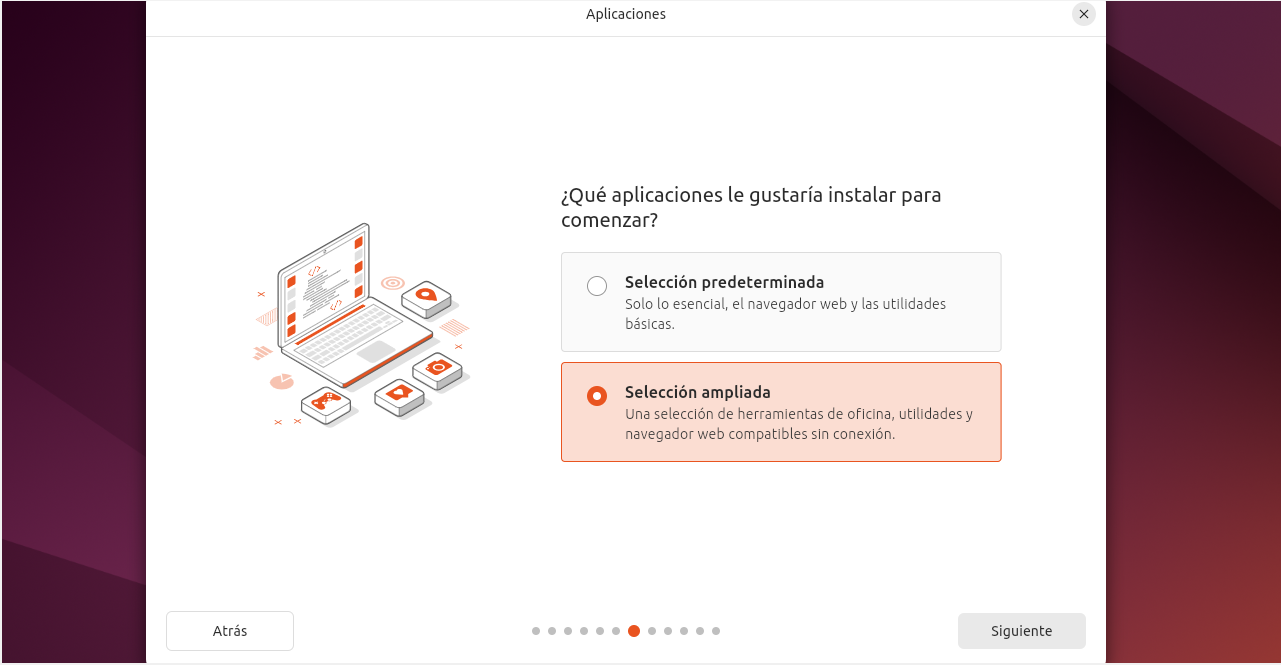 Aplicaciones
¿Qué aplicaciones le gustaría instalar para
comenzar?
Selección predeterminada
Solo lo esencial, el navegador web y las utilidades
básicas.
Selección ampliada
Una selección de herramientas de oficina, utilidades y
navegador web compatibles sin conexión.
Atrás
Siguiente